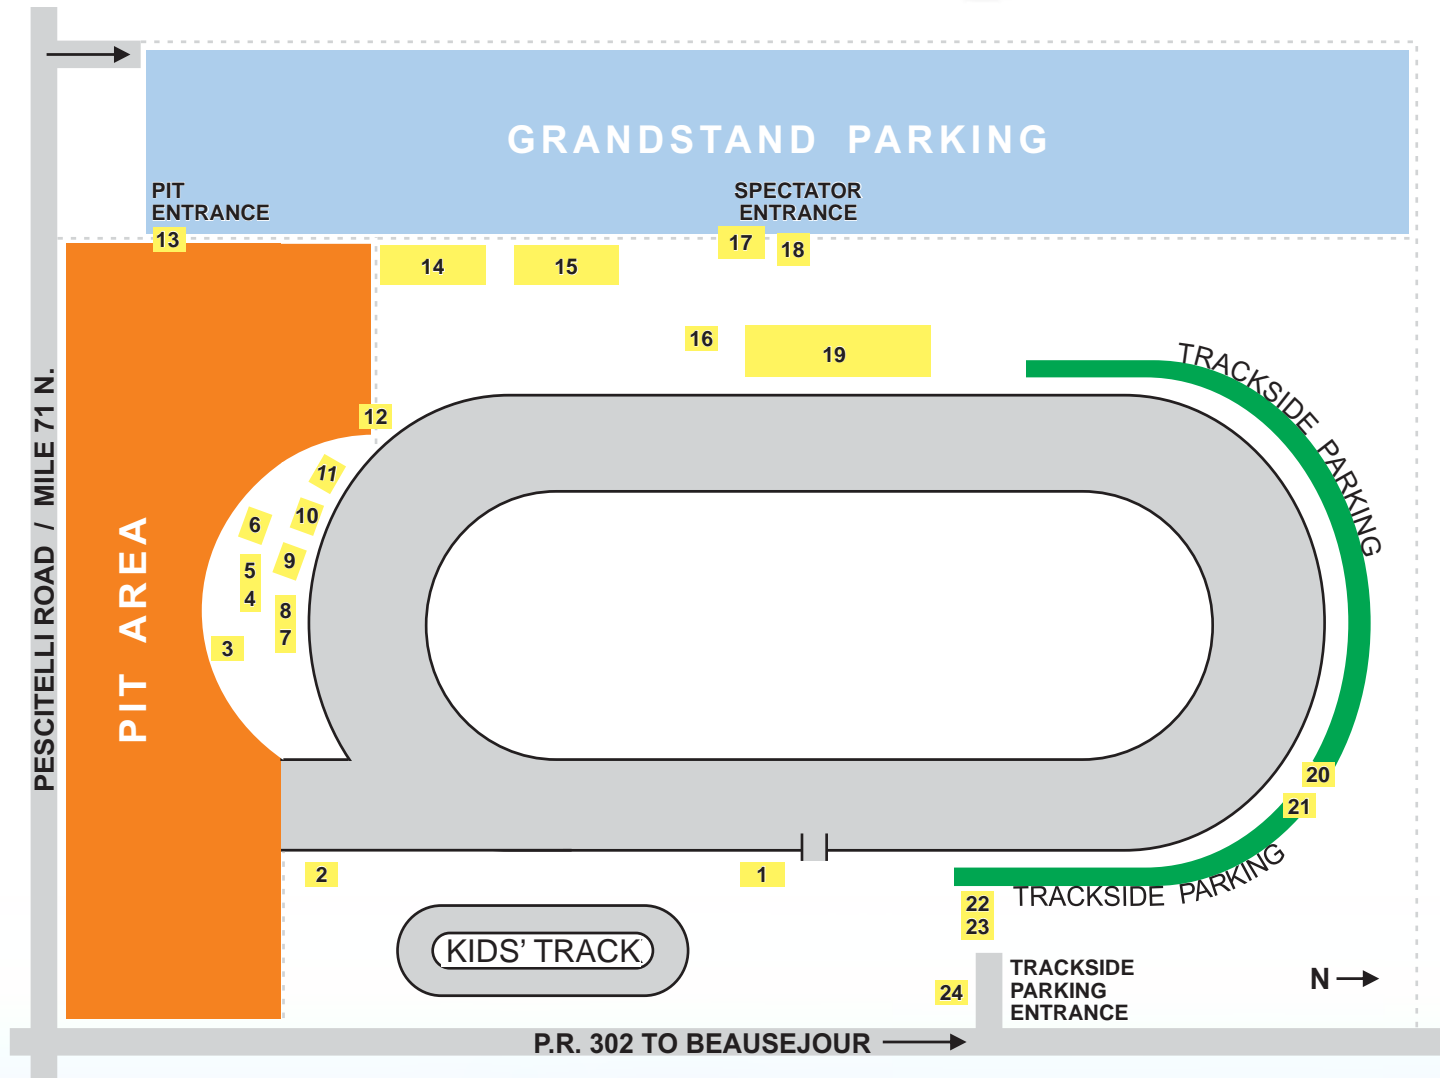 GRANDSTAND PARKING
PIT
ENTRANCE
SPECTATOR
ENTRANCE
13
17
18
14
15
16
19
TRACKSIDE PARKING
12
11
10
6
9
5
4
8
7
3
PIT AREA
PESCITELLI ROAD / MILE 71 N.
20
21
2
1
TRACKSIDE PARKING
22
23
KIDS’ TRACK
24
TRACKSIDE
PARKING
ENTRANCE
N
P.R. 302 TO BEAUSEJOUR